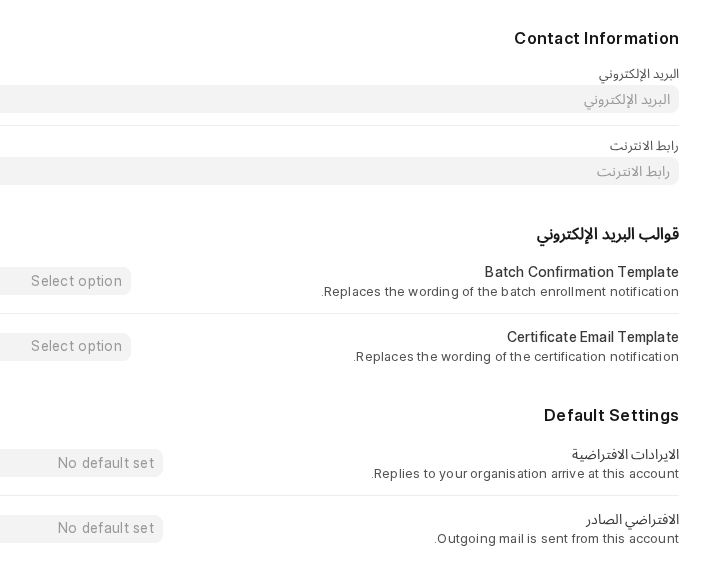 Contact Information
البريد الإلكتروني
البريد الإلكتروني
رابط الانترنت
رابط الانترنت
قوالب البريد الإلكتروني
Batch Confirmation Template
Select option
Replaces the wording of the batch enrollment notification.
Certificate Email Template
Select option
Replaces the wording of the certification notification.
Default Settings
الايرادات الافتراضية
No default set
Replies to your organisation arrive at this account.
الافتراضي الصادر
No default set
Outgoing mail is sent from this account.